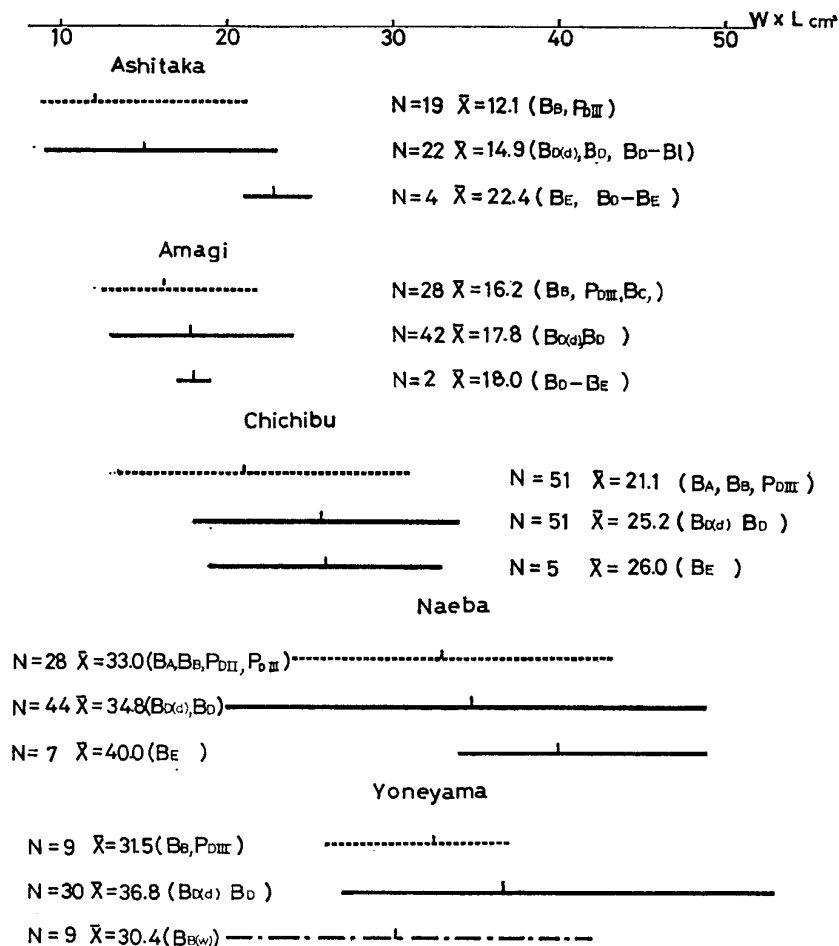 W x L cm²
10 20 30 40 50
Ashitaka
N=19 X̄=12.1 (BB, PDIII)
N=22 X̄=14.9 (BD(d), BD, BD-Bl)
N=4 X̄=22.4 (BE, BD-BE)
Amagi
N=28 X̄=16.2 (BB, PDIII, BC,)
N=42 X̄=17.8 (BD(d), BD)
N=2 X̄=18.0 (BD-BE)
Chichibu
N=51 X̄=21.1 (BA, BB, PDIII)
N=51 X̄=25.2 (BD(d) BD)
N=5 X̄=26.0 (BE)
Naeba
N=28 X̄=33.0 (BA, BB, PDII, PDIII)
N=44 X̄=34.8 (BD(d), BD)
N=7 X̄=40.0 (BE)
Yoneyama
N=9 X̄=31.5 (BB, PDIII)
N=30 X̄=36.8 (BD(d) BD)
N=9 X̄=30.4 (BB(w))